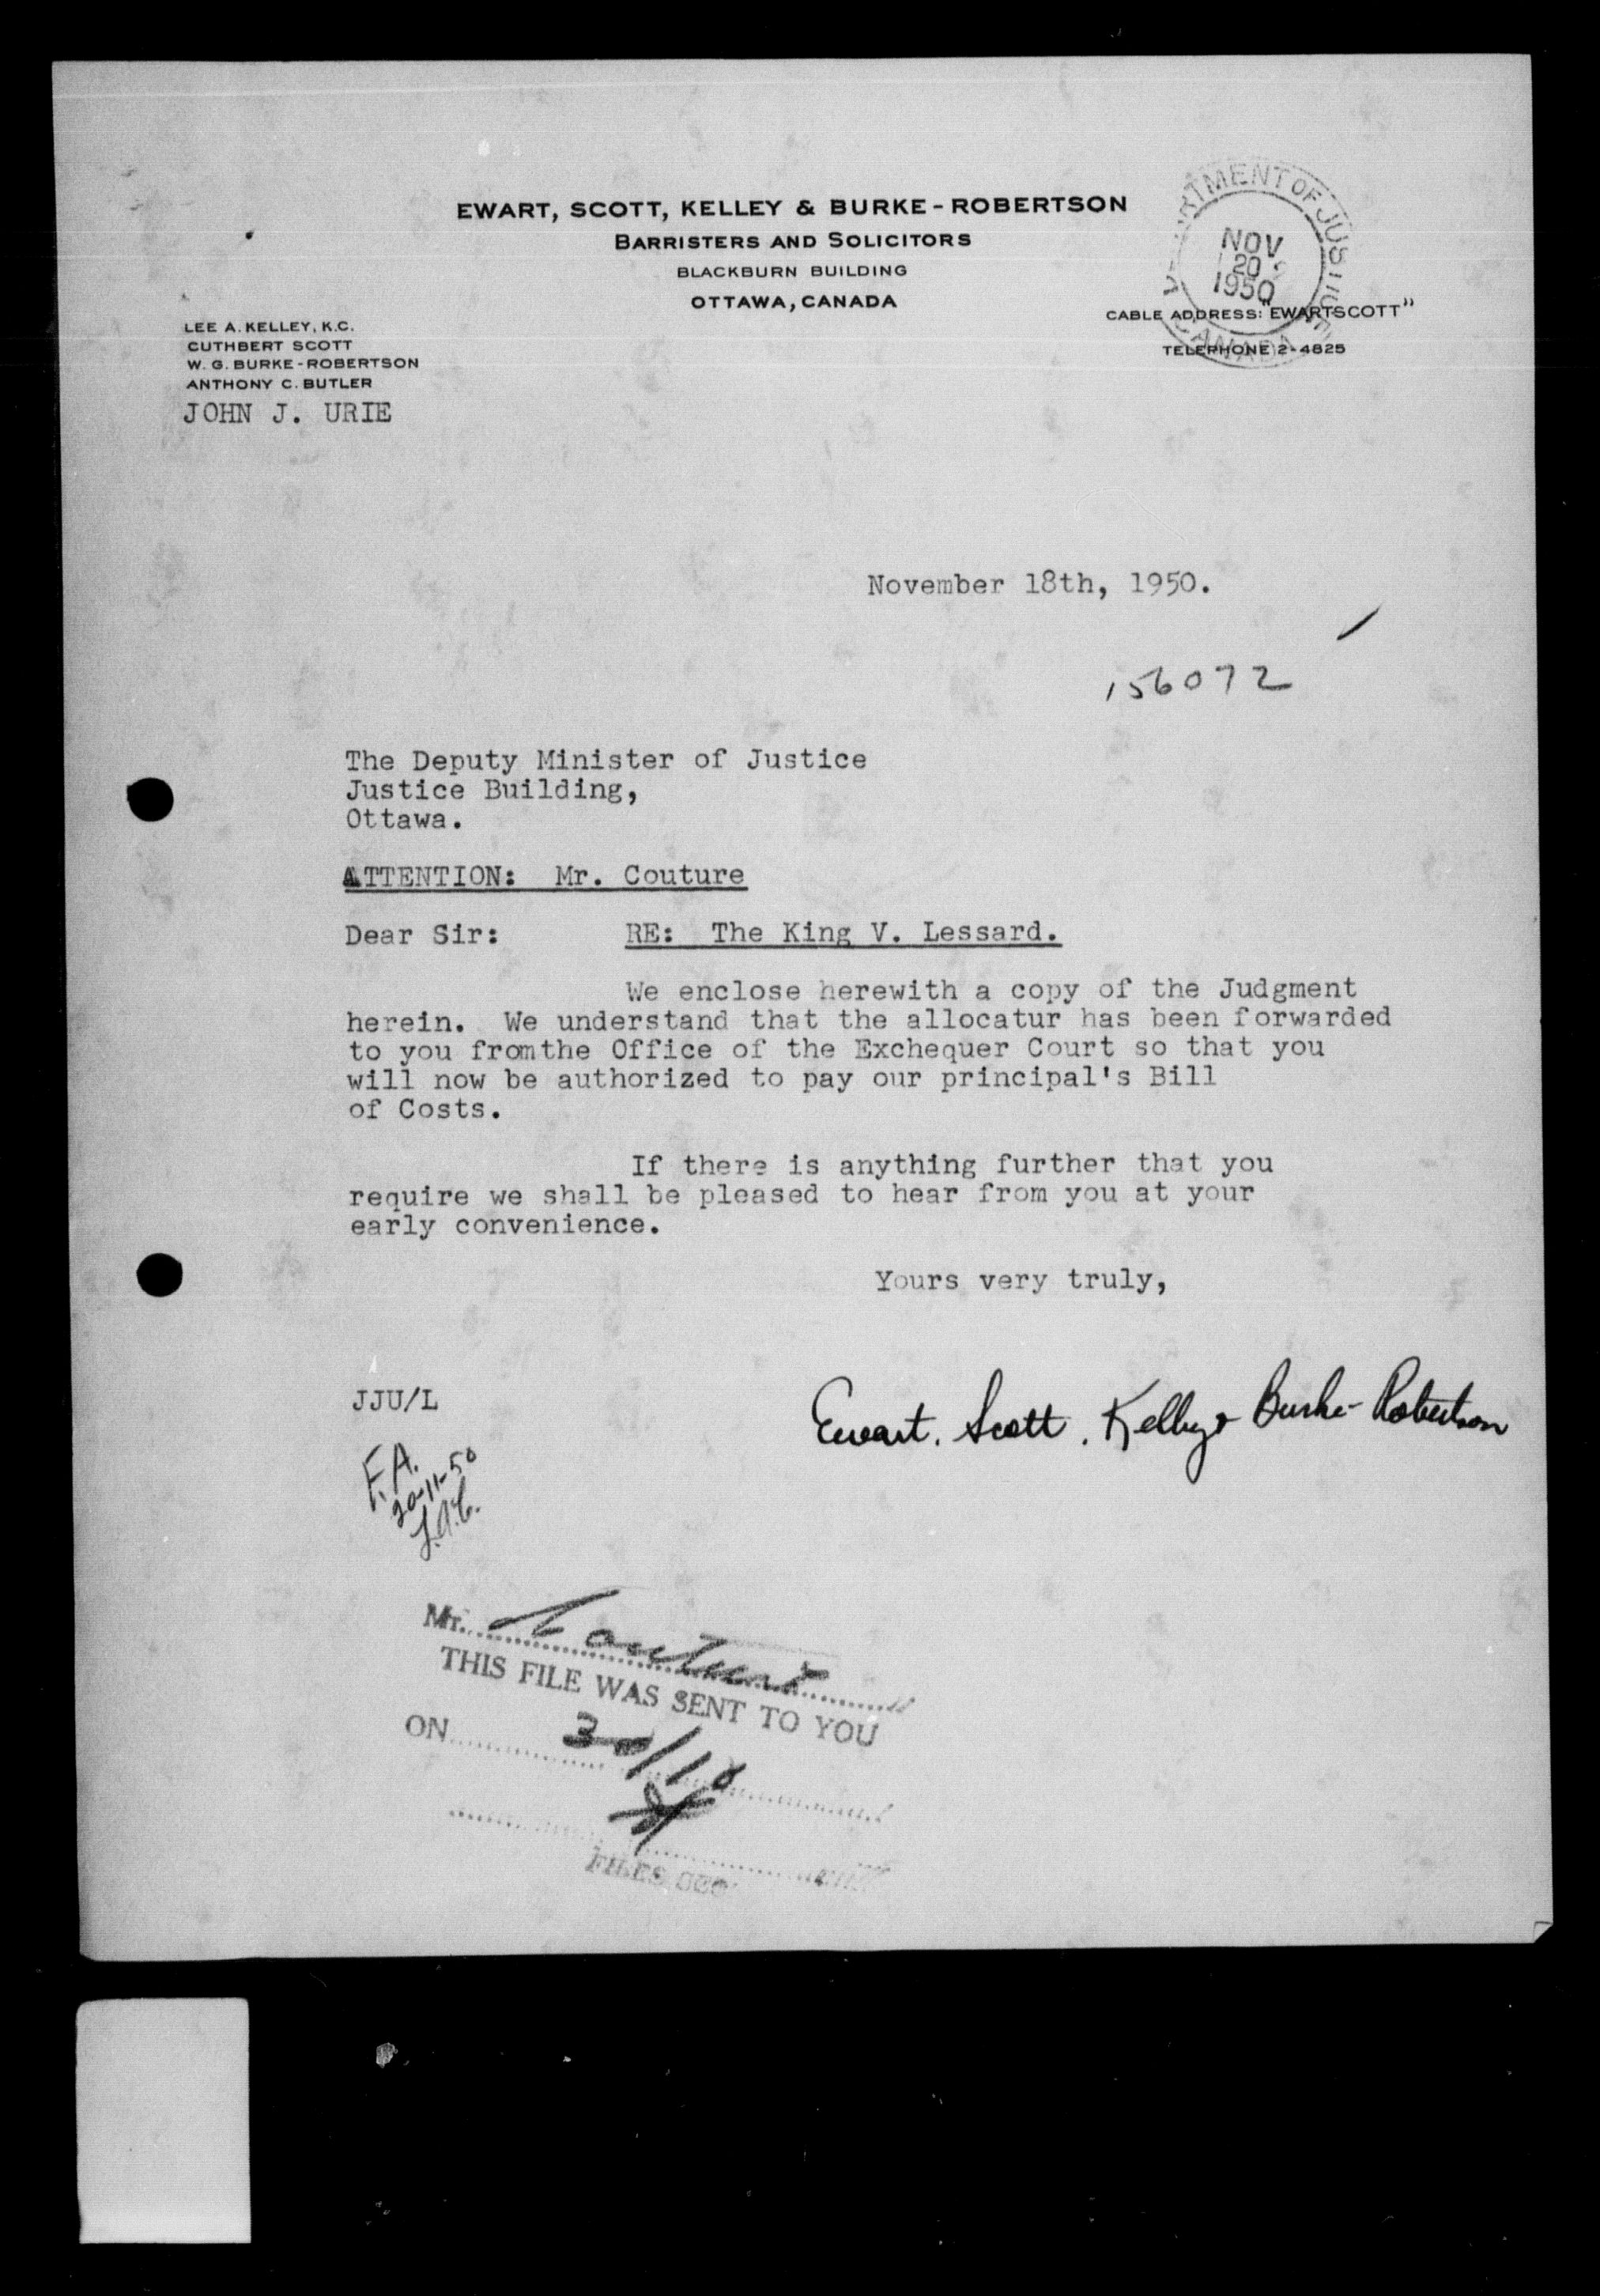 EWART, SCOTT, KELLEY & BURKE-ROBERTSON
BARRISTERS AND SOLICITORS
BLACKBURN BUILDING
OTTAWA, CANADA
DEPARTMENT OF JUSTICE
NOV
20
1950
CANADA
CABLE ADDRESS: "EWARTSCOTT"
TELEPHONE 2-4825
LEE A. KELLEY, K.C.
CUTHBERT SCOTT
W. G. BURKE-ROBERTSON
ANTHONY C. BUTLER
JOHN J. URIE
November 18th, 1950.
156072
The Deputy Minister of Justice
Justice Building,
Ottawa.
ATTENTION: Mr. Couture
Dear Sir: RE: The King V. Lessard.
We enclose herewith a copy of the Judgment
herein. We understand that the allocatur has been forwarded
to you fromthe Office of the Exchequer Court so that you
will now be authorized to pay our principal's Bill
of Costs.
If there is anything further that you
require we shall be pleased to hear from you at your
early convenience.
Yours very truly,
JJU/L
Ewart, Scott, Kelley & Burke-Robertson
F.A.
20-11-50
Mr. Couture
THIS FILE WAS SENT TO YOU
ON
FILES